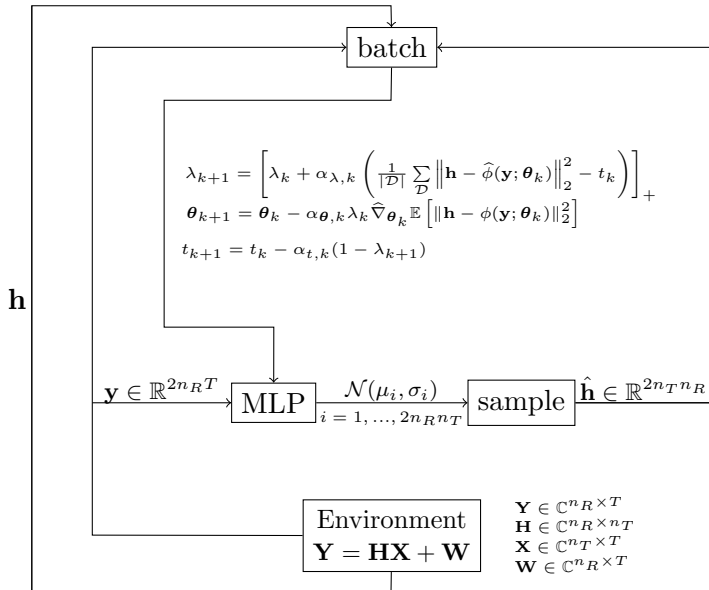 batch
λ_{k+1} = [λ_k + α_{λ,k} (1/|𝒟| ∑_𝒟 ‖𝐡 − ϕ̂(𝐲; 𝛉_k)‖₂² − t_k)]₊
𝛉_{k+1} = 𝛉_k − α_{𝛉,k} λ_k ∇̂_{𝛉_k} 𝔼 [‖𝐡 − ϕ(𝐲; 𝛉_k)‖₂²]
t_{k+1} = t_k − α_{t,k}(1 − λ_{k+1})
𝐡
𝐲 ∈ ℝ^{2n_R T}
MLP
𝒩(μ_i, σ_i)
i = 1, ..., 2n_R n_T
sample
𝐡̂ ∈ ℝ^{2n_T n_R}
Environment
𝐘 = 𝐇𝐗 + 𝐖
𝐘 ∈ ℂ^{n_R × T}
𝐇 ∈ ℂ^{n_R × n_T}
𝐗 ∈ ℂ^{n_T × T}
𝐖 ∈ ℂ^{n_R × T}